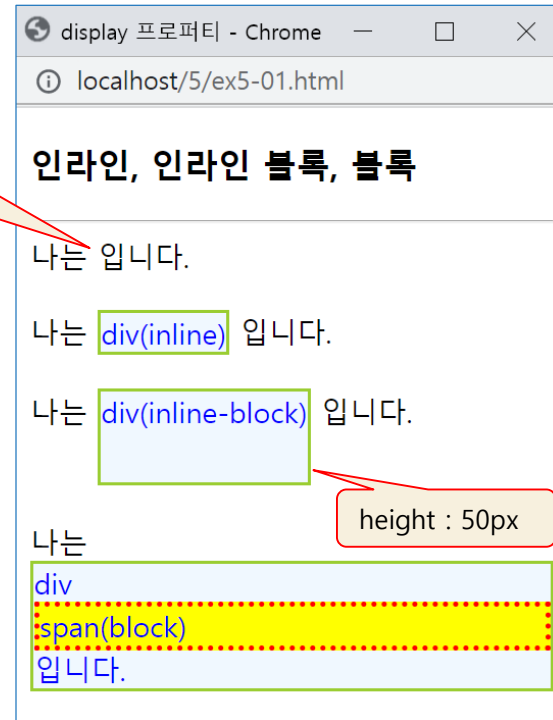 display 프로퍼티 - Chrome
localhost/5/ex5-01.html
인라인, 인라인 블록, 블록
나는 입니다.
나는 div(inline) 입니다.
나는 div(inline-block) 입니다.
height : 50px
나는
div
span(block)
입니다.